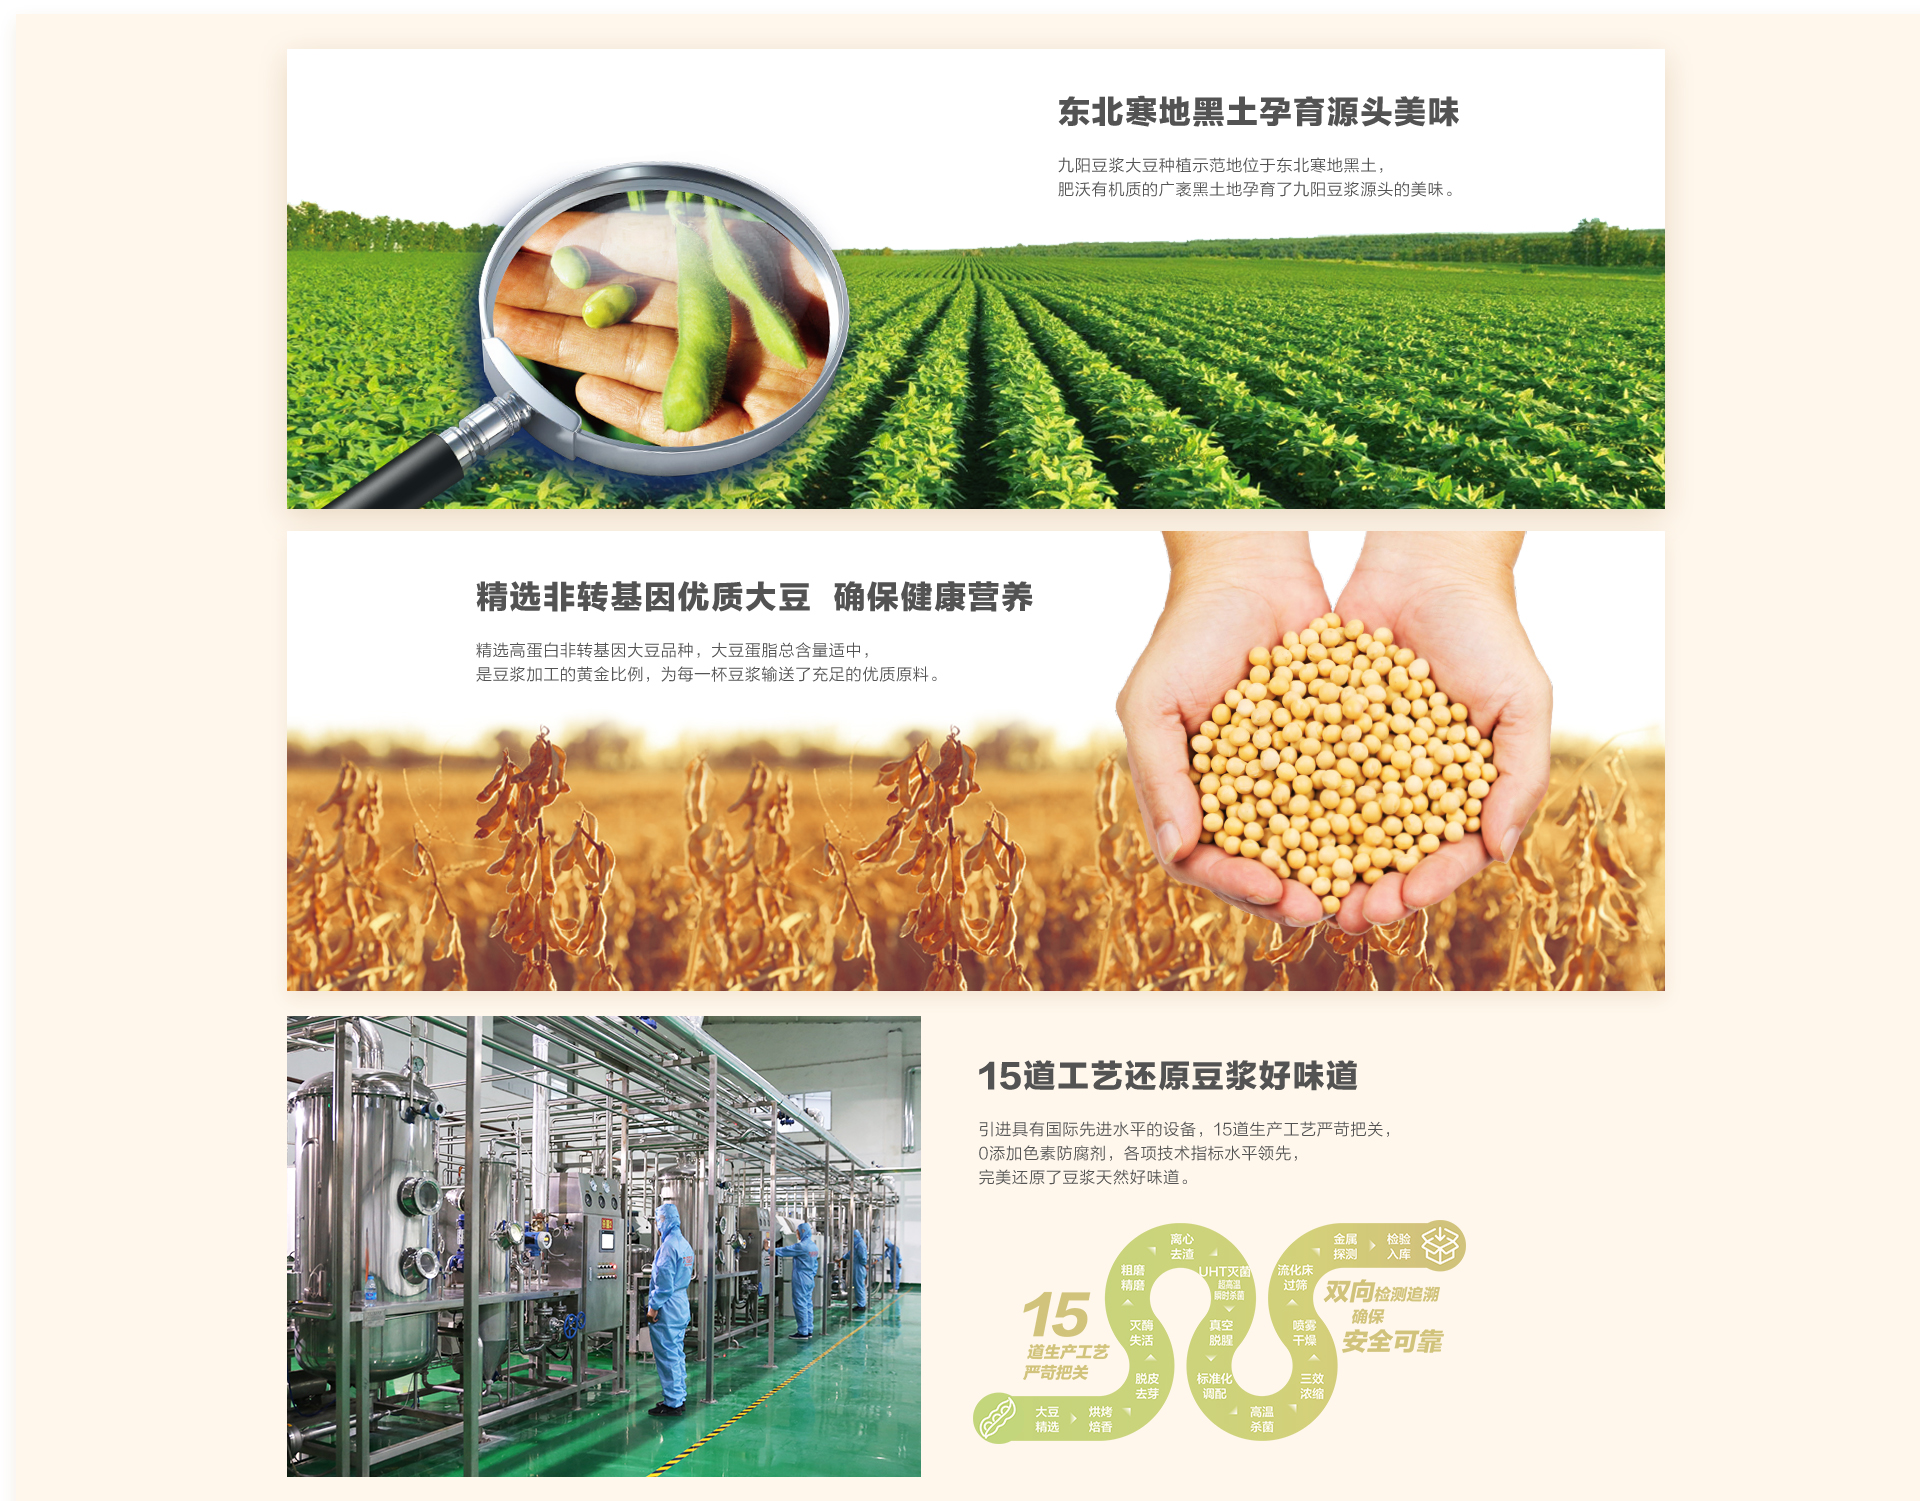 东北寒地黑土孕育源头美味
九阳豆浆大豆种植示范地位于东北寒地黑土，
肥沃有机质的广袤黑土地孕育了九阳豆浆源头的美味。
精选非转基因优质大豆 确保健康营养
精选高蛋白非转基因大豆品种，大豆蛋脂总含量适中，
是豆浆加工的黄金比例，为每一杯豆浆输送了充足的优质原料。
15道工艺还原豆浆好味道
引进具有国际先进水平的设备，15道生产工艺严苛把关，
0添加色素防腐剂，各项技术指标水平领先，
完美还原了豆浆天然好味道。
15
道生产工艺
严苛把关
大豆
精选
烘烤
焙香
脱皮
去芽
灭酶
失活
粗磨
精磨
离心
去渣
UHT灭菌
超高温
瞬时杀菌
真空
脱腥
标准化
调配
高温
杀菌
三效
浓缩
喷雾
干燥
流化床
过筛
金属
探测
检验
入库
双向检测追溯
确保
安全可靠